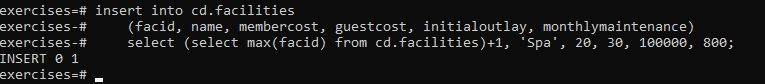 exercises=# insert into cd.facilities
exercises-#     (facid, name, membercost, guestcost, initialoutlay, monthlymaintenance)
exercises-#     select (select max(facid) from cd.facilities)+1, 'Spa', 20, 30, 100000, 800;
INSERT 0 1
exercises=#